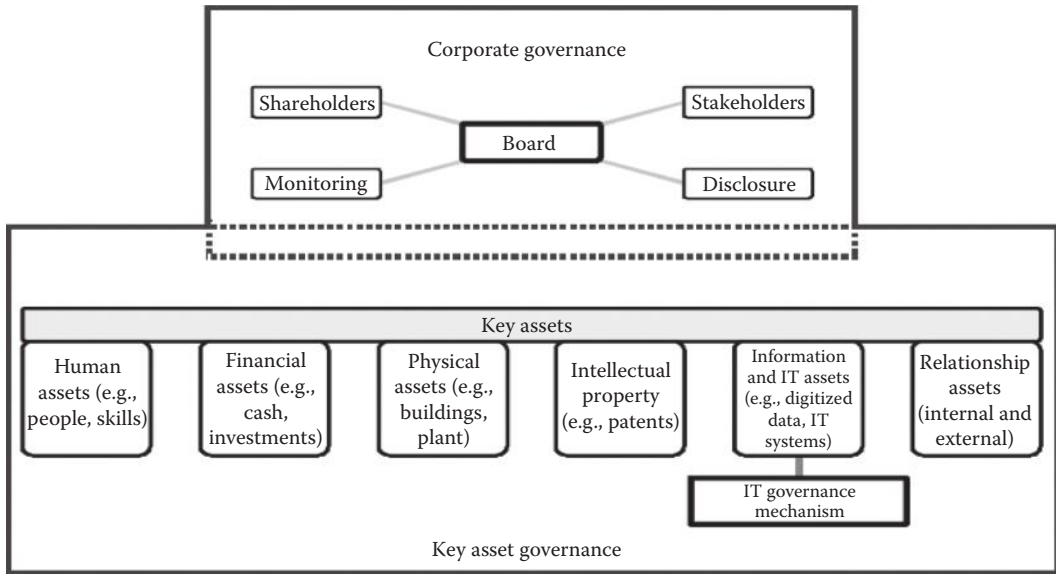 Corporate governance
Shareholders
Stakeholders
Board
Monitoring
Disclosure
Key assets
Human
assets (e.g.,
people, skills)
Financial
assets (e.g.,
cash,
investments)
Physical
assets (e.g.,
buildings,
plant)
Intellectual
property
(e.g., patents)
Information
and IT assets
(e.g., digitized
data, IT
systems)
Relationship
assets
(internal and
external)
IT governance
mechanism
Key asset governance